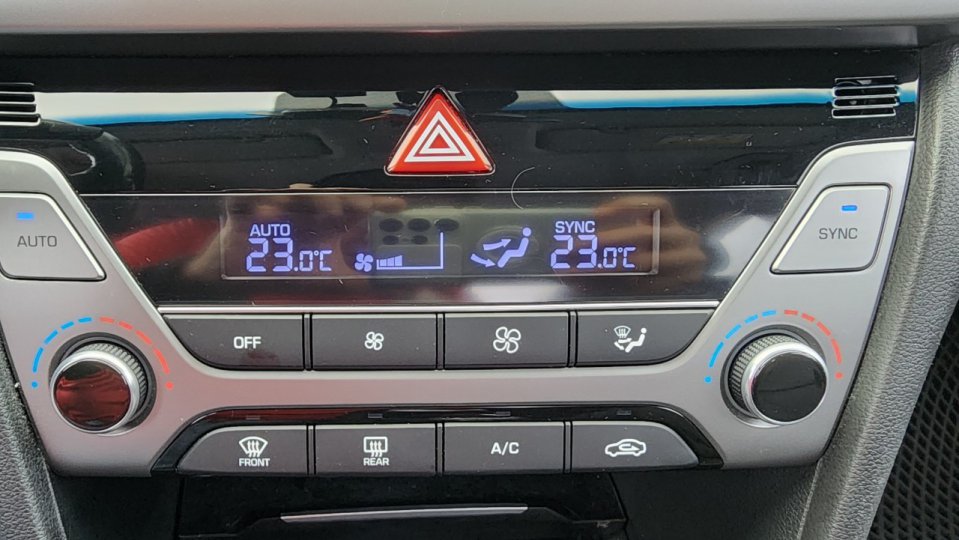 AUTO
SYNC
AUTO
23.0°C
SYNC
23.0°C
OFF
FRONT
REAR
A/C